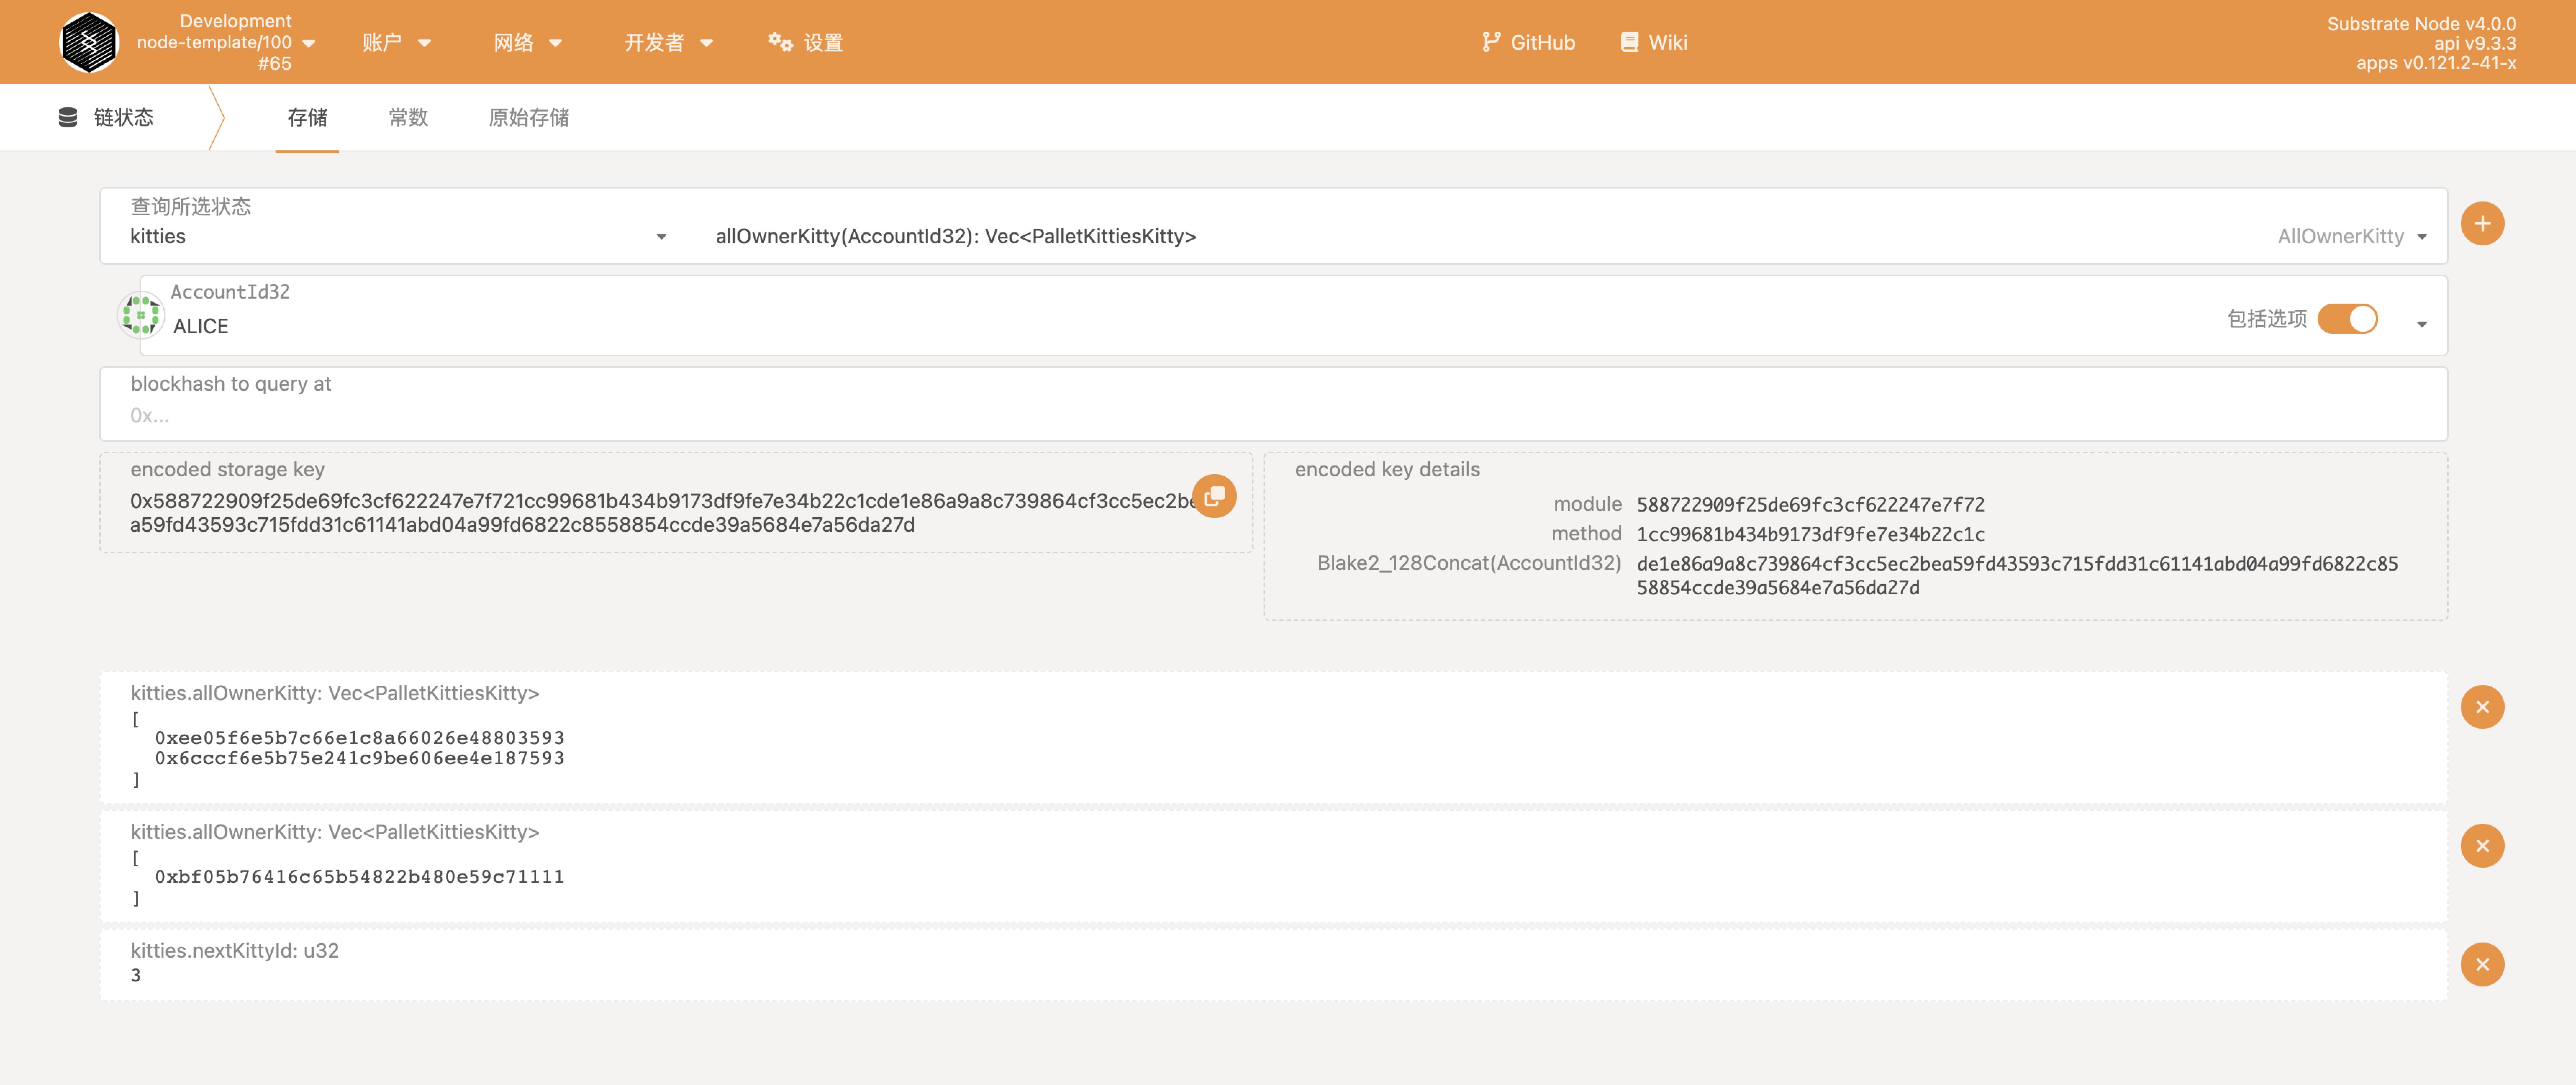 Development
node-template/100
#65
账户
网络
开发者
设置
GitHub
Wiki
Substrate Node v4.0.0
api v9.3.3
apps v0.121.2-41-x
链状态
存储
常数
原始存储
查询所选状态
kitties
allOwnerKitty(AccountId32): Vec<PalletKittiesKitty>
AllOwnerKitty
AccountId32
ALICE
包括选项
blockhash to query at
0x...
encoded storage key
0x588722909f25de69fc3cf622247e7f721cc99681b434b9173df9fe7e34b22c1cde1e86a9a8c739864cf3cc5ec2be
a59fd43593c715fdd31c61141abd04a99fd6822c8558854ccde39a5684e7a56da27d
encoded key details
module 588722909f25de69fc3cf622247e7f72
method 1cc99681b434b9173df9fe7e34b22c1c
Blake2_128Concat(AccountId32) de1e86a9a8c739864cf3cc5ec2bea59fd43593c715fdd31c61141abd04a99fd6822c85
58854ccde39a5684e7a56da27d
kitties.allOwnerKitty: Vec<PalletKittiesKitty>
[
0xee05f6e5b7c66e1c8a66026e48803593
0x6cccf6e5b75e241c9be606ee4e187593
]
kitties.allOwnerKitty: Vec<PalletKittiesKitty>
[
0xbf05b76416c65b54822b480e59c71111
]
kitties.nextKittyId: u32
3